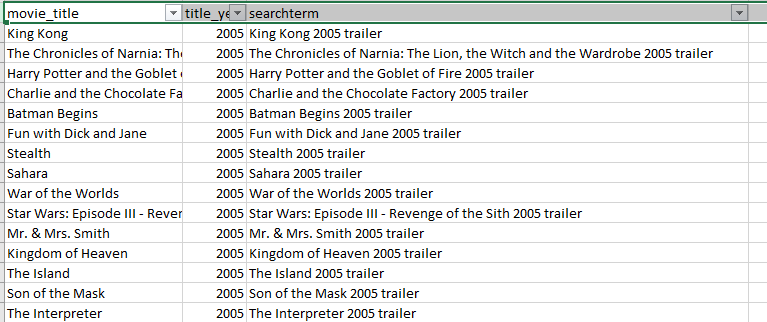 movie_title title_ye searchterm
King Kong 2005 King Kong 2005 trailer
The Chronicles of Narnia: The 2005 The Chronicles of Narnia: The Lion, the Witch and the Wardrobe 2005 trailer
Harry Potter and the Goblet o 2005 Harry Potter and the Goblet of Fire 2005 trailer
Charlie and the Chocolate Fa 2005 Charlie and the Chocolate Factory 2005 trailer
Batman Begins 2005 Batman Begins 2005 trailer
Fun with Dick and Jane 2005 Fun with Dick and Jane 2005 trailer
Stealth 2005 Stealth 2005 trailer
Sahara 2005 Sahara 2005 trailer
War of the Worlds 2005 War of the Worlds 2005 trailer
Star Wars: Episode III - Rever 2005 Star Wars: Episode III - Revenge of the Sith 2005 trailer
Mr. & Mrs. Smith 2005 Mr. & Mrs. Smith 2005 trailer
Kingdom of Heaven 2005 Kingdom of Heaven 2005 trailer
The Island 2005 The Island 2005 trailer
Son of the Mask 2005 Son of the Mask 2005 trailer
The Interpreter 2005 The Interpreter 2005 trailer